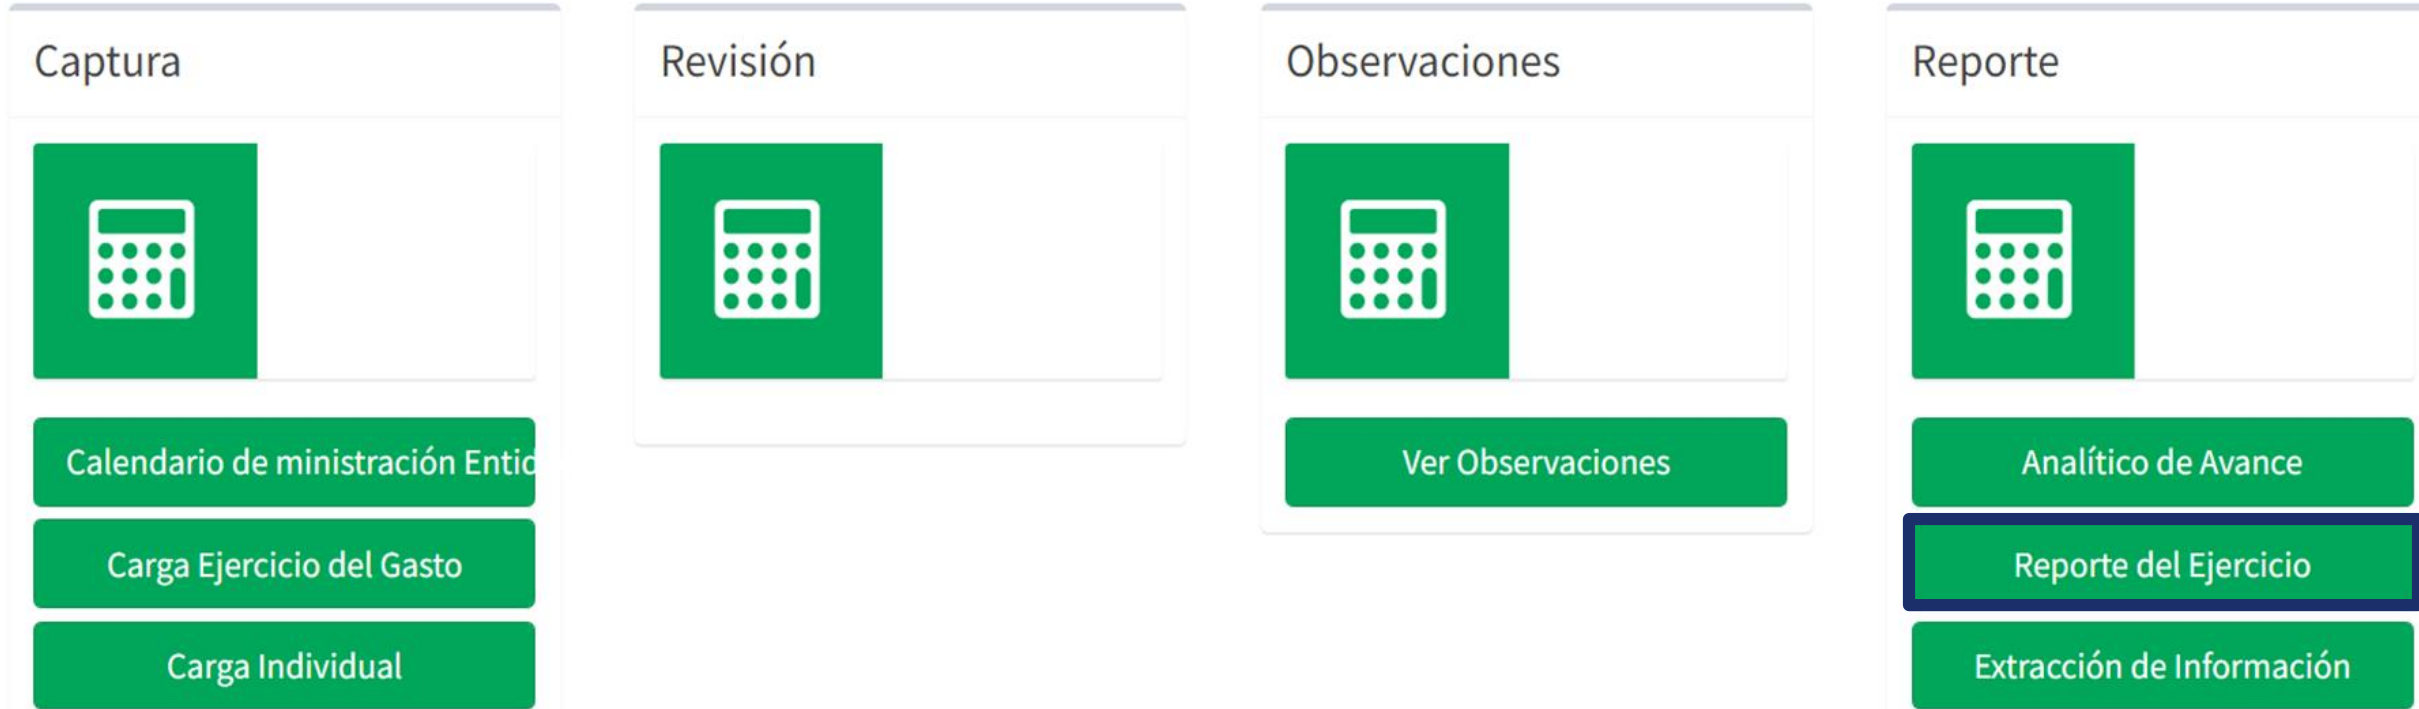 Captura
Calendario de ministración Entid
Carga Ejercicio del Gasto
Carga Individual
Revisión
Observaciones
Ver Observaciones
Reporte
Analítico de Avance
Reporte del Ejercicio
Extracción de Información